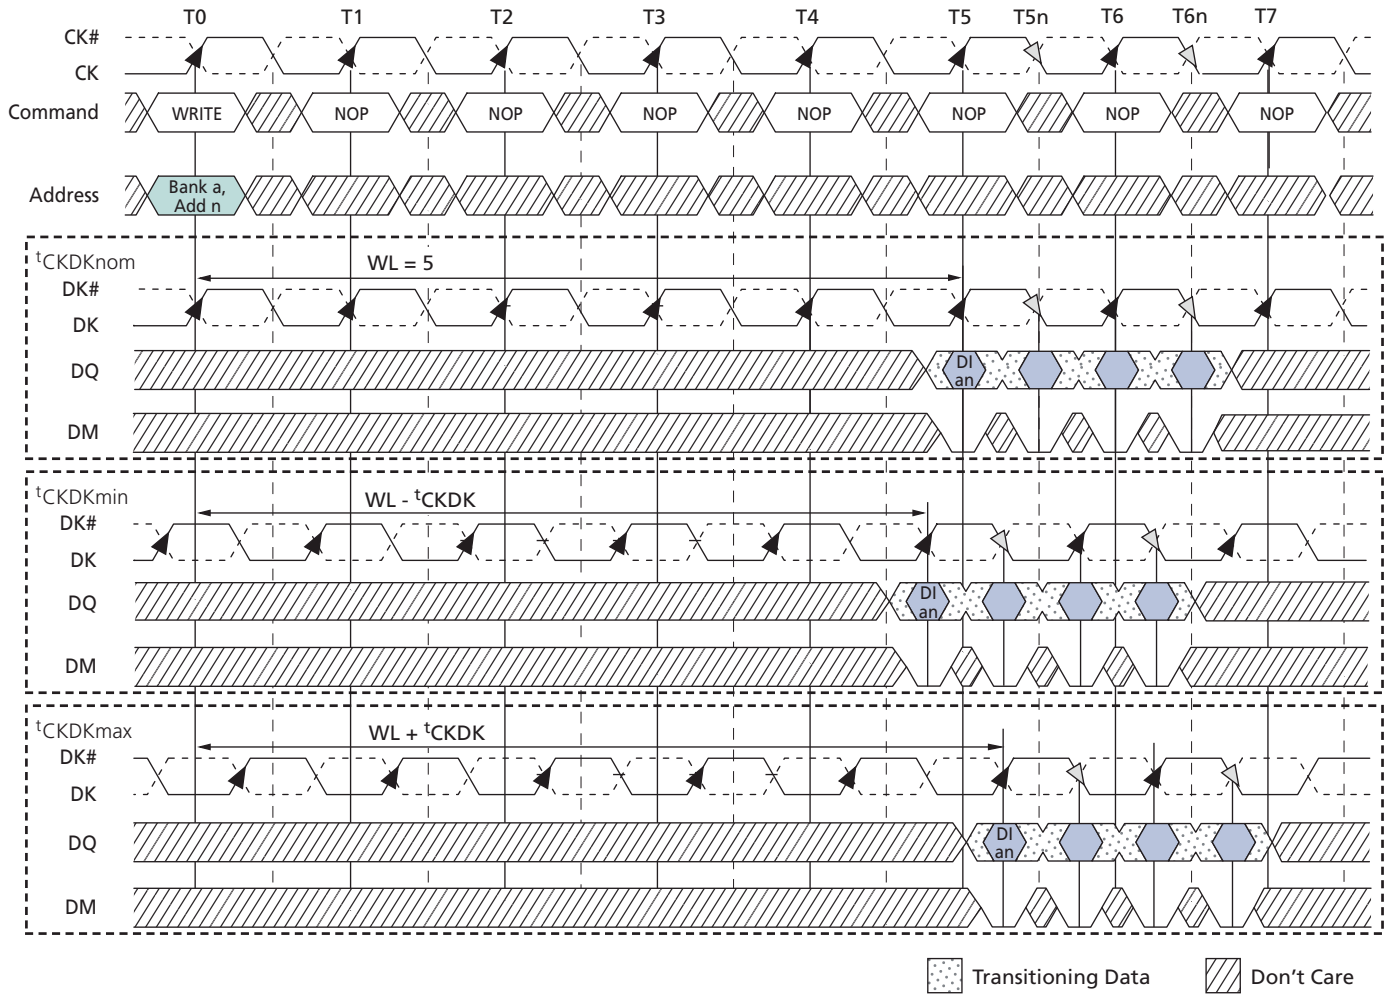 T0 T1 T2 T3 T4 T5 T5n T6 T6n T7
CK#
CK
Command WRITE NOP NOP NOP NOP NOP NOP NOP
Address Bank a,
Add n
tCKDKnom
WL = 5
DK#
DK
DQ DI
an
DM
tCKDKmin
WL - tCKDK
DK#
DK
DQ DI
an
DM
tCKDKmax
WL + tCKDK
DK#
DK
DQ DI
an
DM
Transitioning Data Don't Care